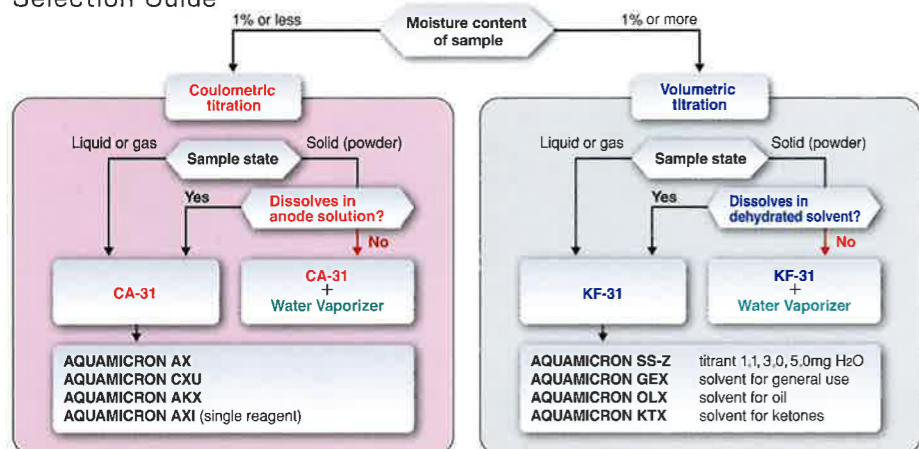 Selection Guide
1% or less
Moisture content
of sample
1% or more
Coulometric
titration
Liquid or gas
Sample state
Solid (powder)
Yes
Dissolves in
anode solution?
No
CA-31
CA-31
+
Water Vaporizer
AQUAMICRON AX
AQUAMICRON CXU
AQUAMICRON AKX
AQUAMICRON AXI (single reagent)
Volumetric
titration
Liquid or gas
Sample state
Solid (powder)
Yes
Dissolves in
dehydrated solvent?
No
KF-31
KF-31
+
Water Vaporizer
AQUAMICRON SS-Z titrant 1,1,3,0,5,0mg H2O
AQUAMICRON GEX solvent for general use
AQUAMICRON OLX solvent for oil
AQUAMICRON KTX solvent for ketones